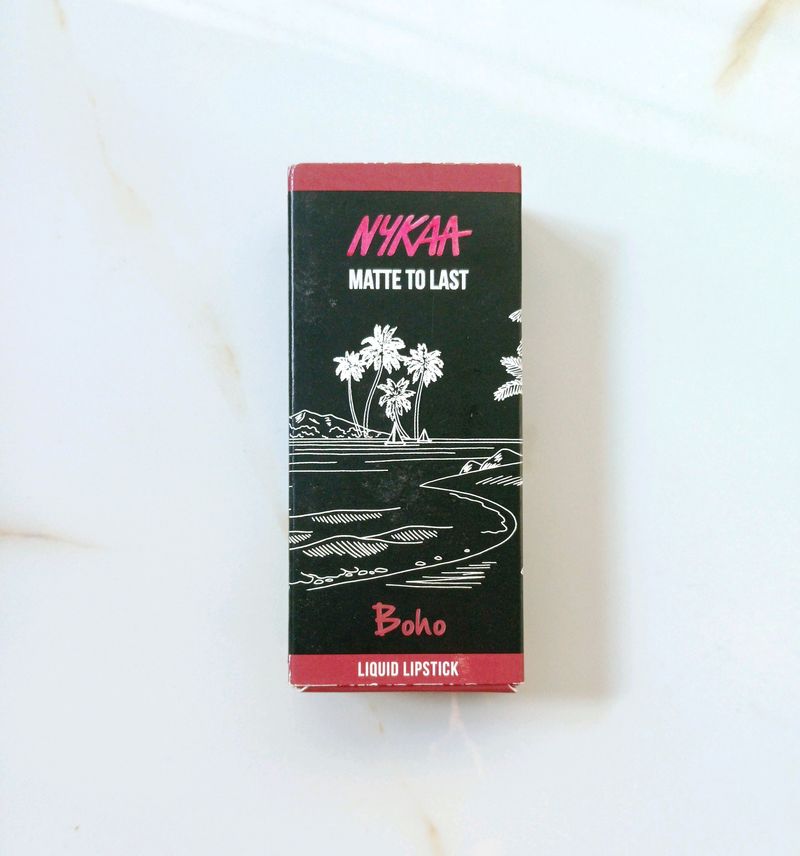 NYKAA
MATTE TO LAST
Boho
LIQUID LIPSTICK